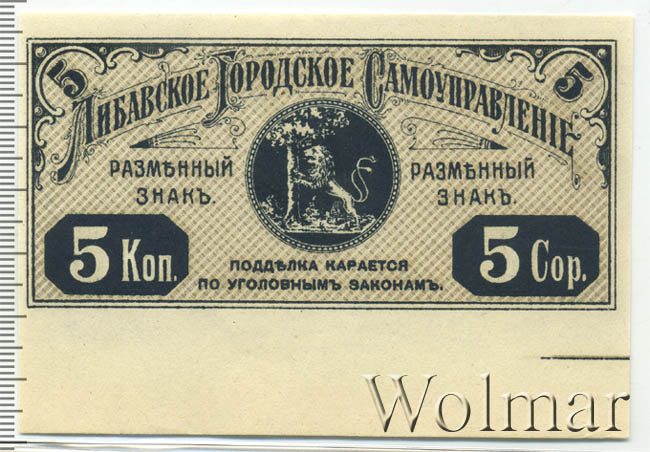 5 5
Либавское Городское Самоуправленіе
Размѣнный знакъ.
Размѣнный знакъ.
5 Коп.
Поддѣлка карается
по уголовнымъ законамъ.
5 Сор.
Wolmar